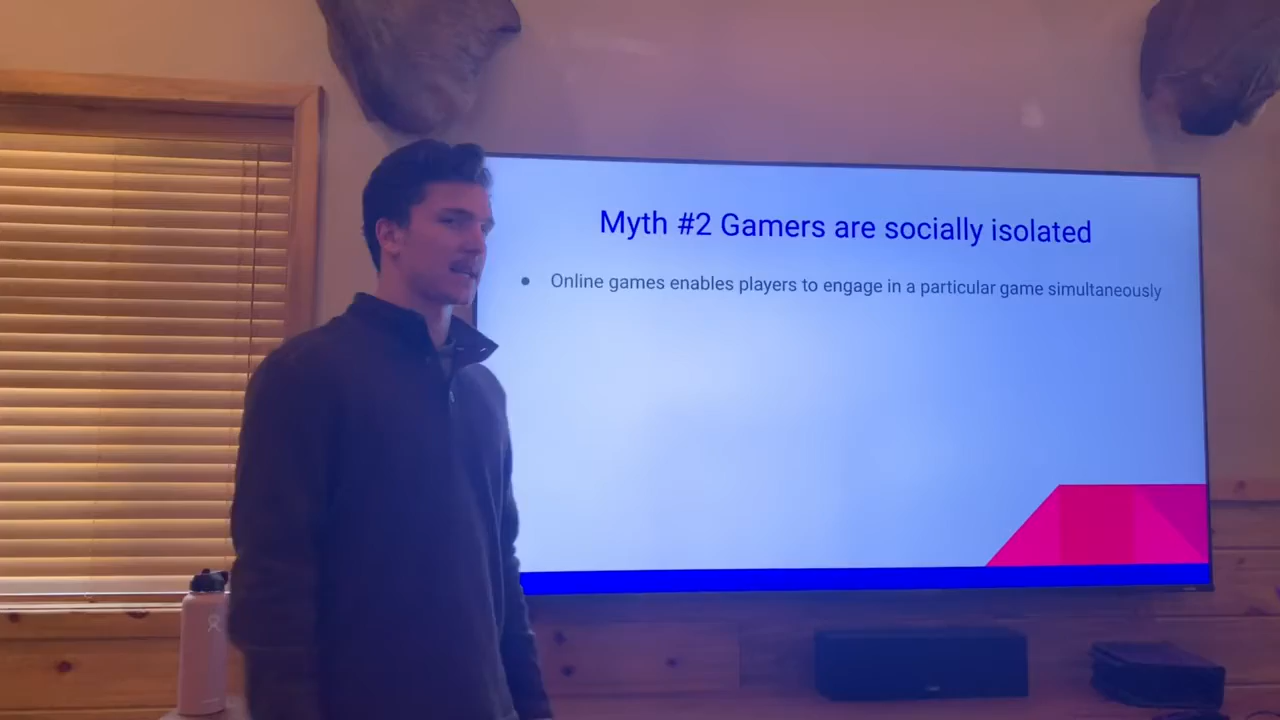 Myth #2 Gamers are socially isolated
● Online games enables players to engage in a particular game simultaneously